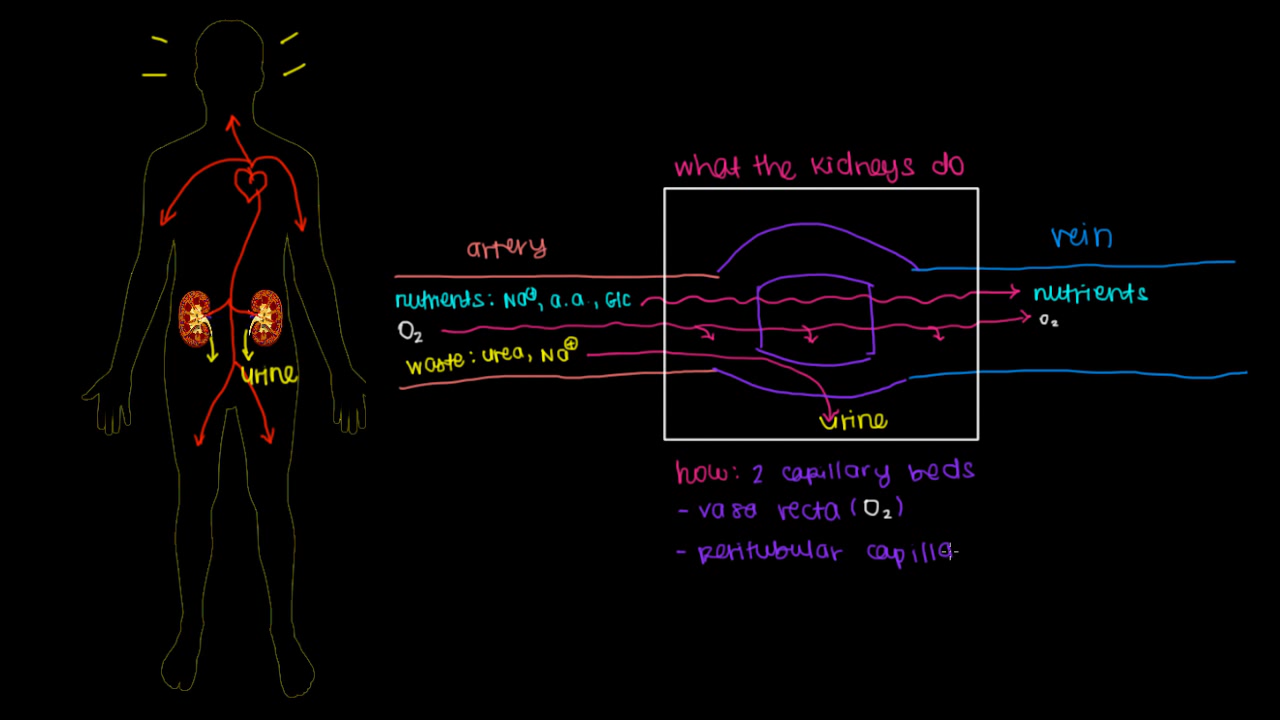 urine
what the kidneys do
artery
vein
nutrients: Na⊕, a.a., Glc
nutrients
O₂
O₂
waste: urea, Na⊕
urine
how: 2 capillary beds
- vasa recta (O₂)
- peritubular capilla